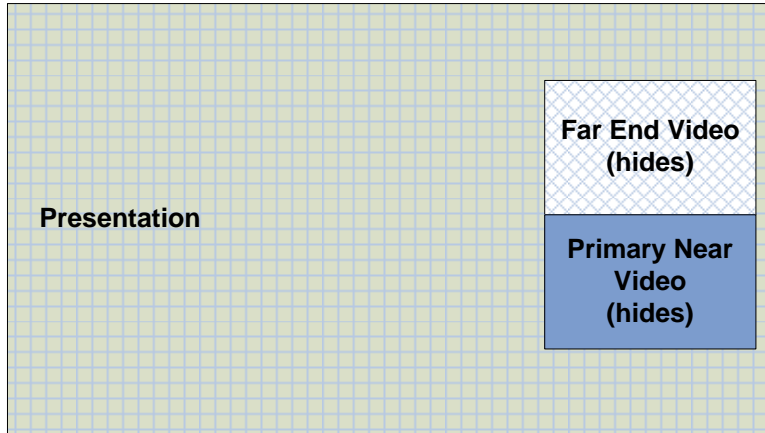 Far End Video
(hides)
Presentation
Primary Near
Video
(hides)